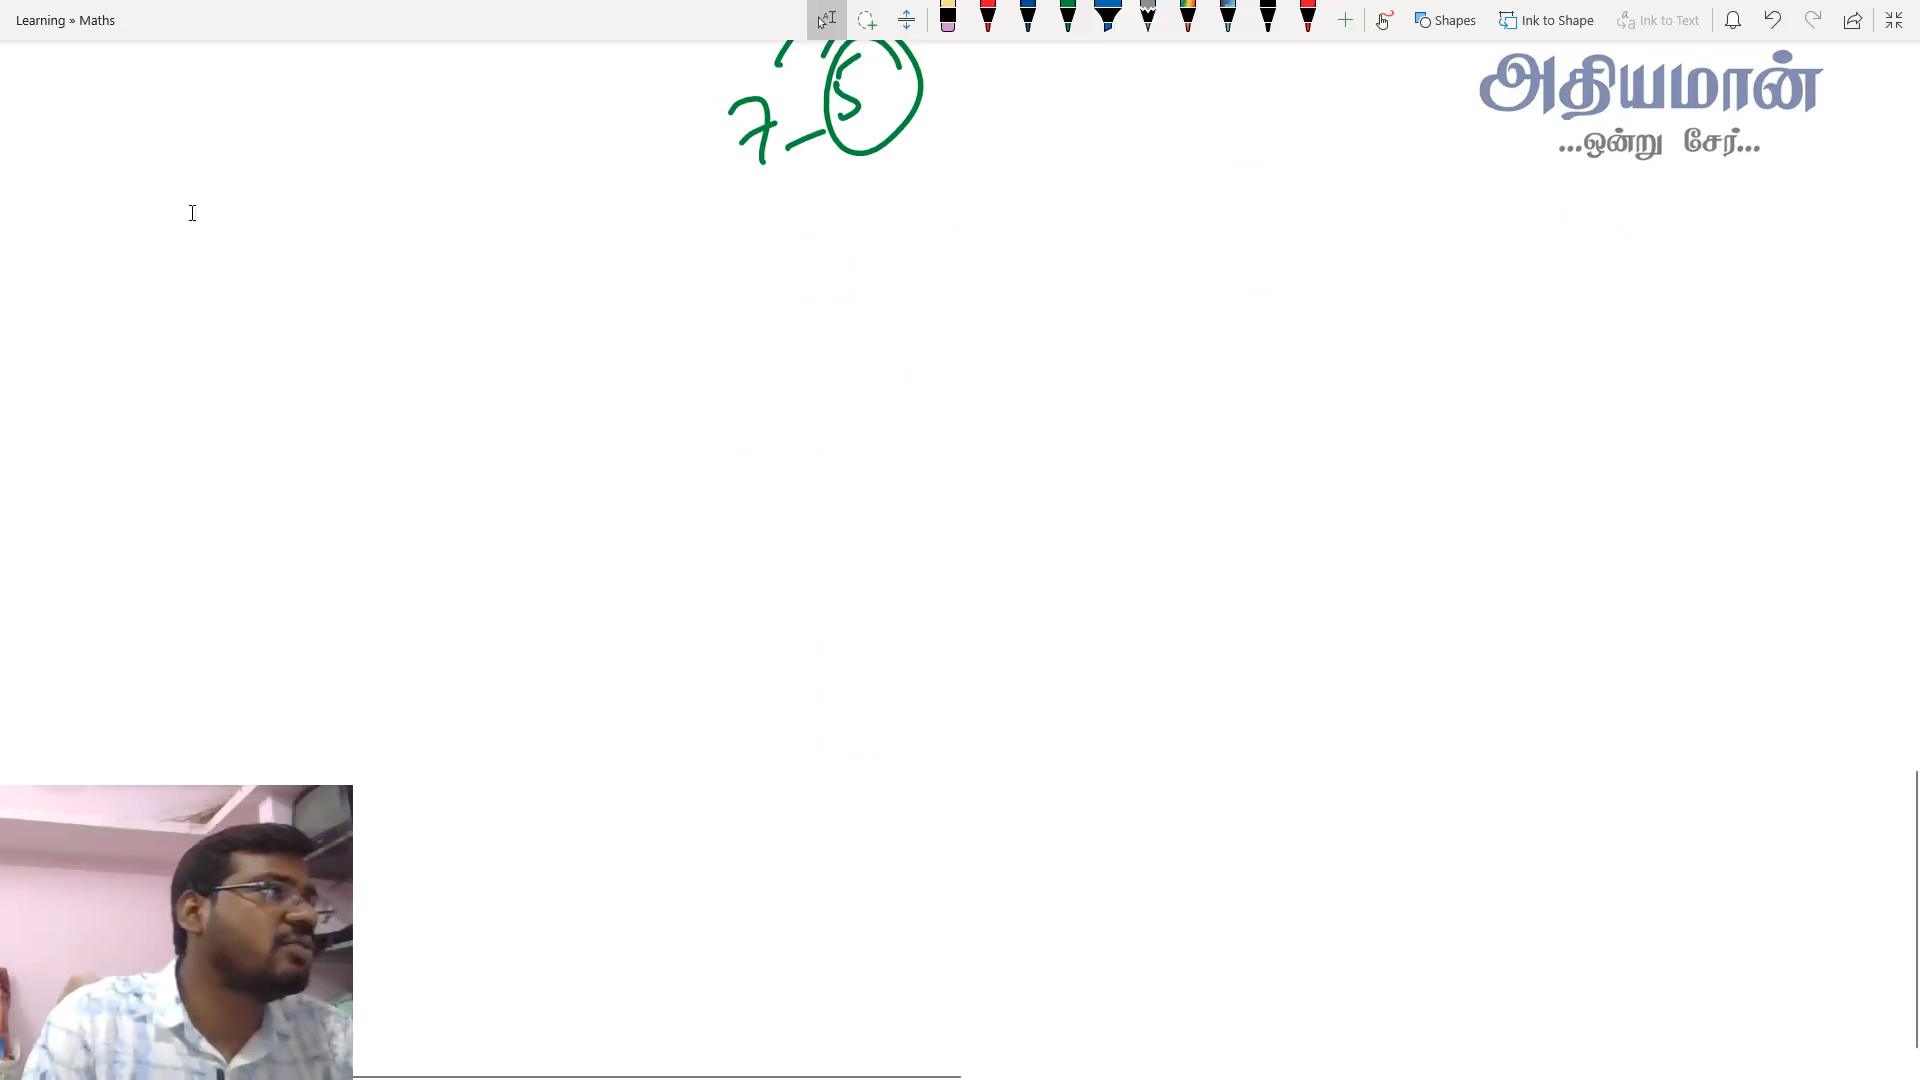 Learning » Maths
Shapes
Ink to Shape
Ink to Text
அதியமான்
...ஒன்று சேர்...
5
7 -